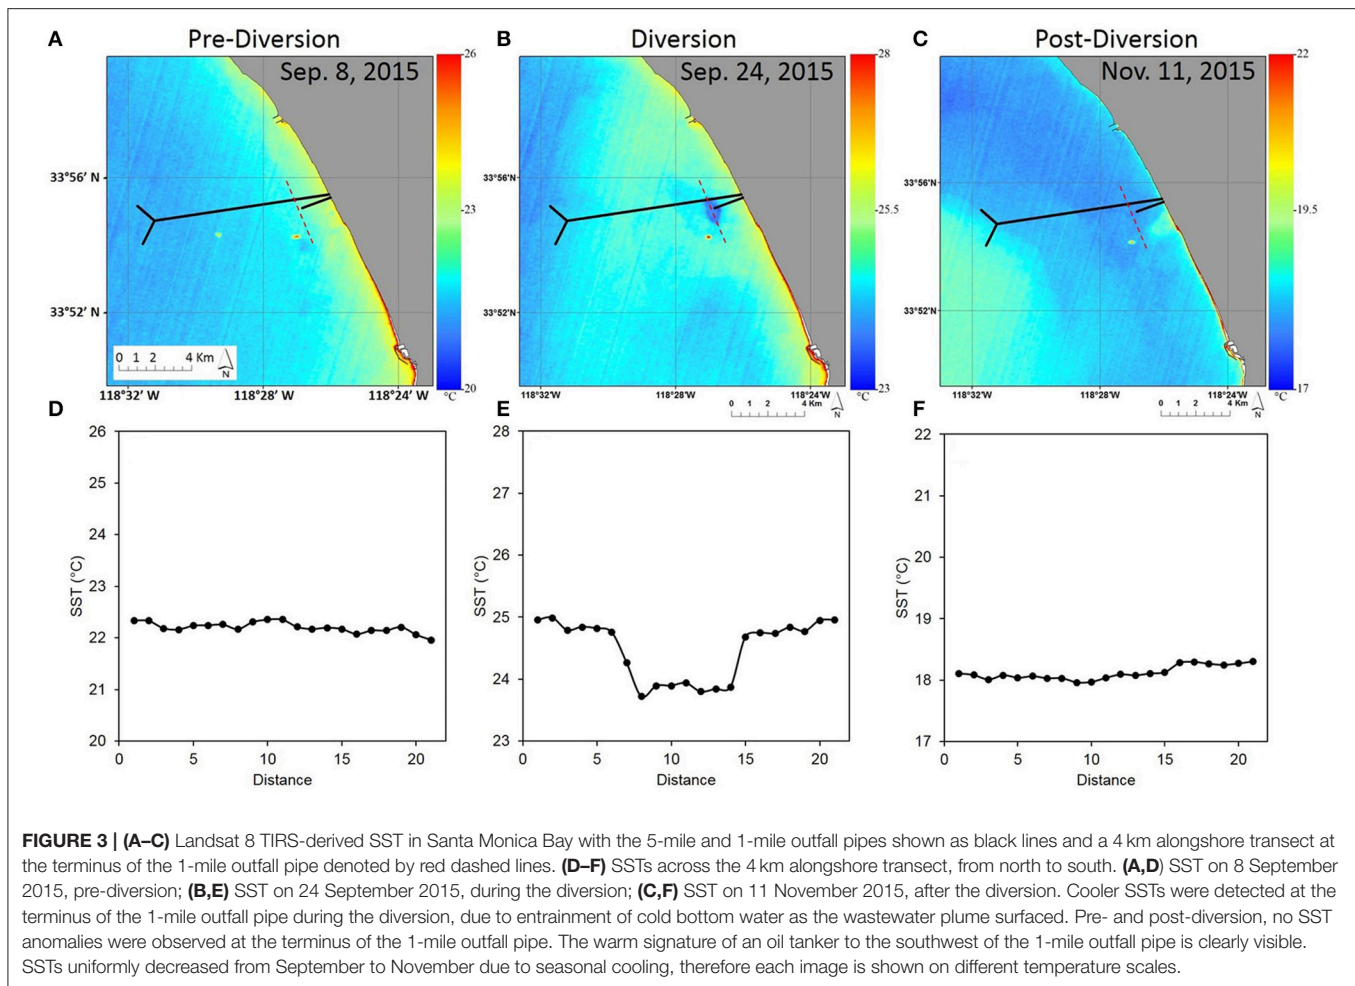 A
Pre-Diversion
Sep. 8, 2015
26
23
20
°C
33°56′ N
33°52′ N
118°32′ W
118°28′ W
118°24′ W
0 1 2 4 Km
N
B
Diversion
Sep. 24, 2015
28
25.5
23
°C
33°56'N
33°52'N
118°32'W
118°28'W
118°24'W
0 1 2 4 Km
N
C
Post-Diversion
Nov. 11, 2015
22
19.5
17
°C
33°56'N
33°52'N
118°32'W
118°28'W
118°24'W
0 1 2 4 Km
N
D
26
25
24
23
22
21
20
SST (°C)
0 5 10 15 20
Distance
E
28
27
26
25
24
23
SST (°C)
0 5 10 15 20
Distance
F
22
21
20
19
18
17
SST (°C)
0 5 10 15 20
Distance
FIGURE 3 | (A–C) Landsat 8 TIRS-derived SST in Santa Monica Bay with the 5-mile and 1-mile outfall pipes shown as black lines and a 4 km alongshore transect at
the terminus of the 1-mile outfall pipe denoted by red dashed lines. (D–F) SSTs across the 4 km alongshore transect, from north to south. (A,D) SST on 8 September
2015, pre-diversion; (B,E) SST on 24 September 2015, during the diversion; (C,F) SST on 11 November 2015, after the diversion. Cooler SSTs were detected at the
terminus of the 1-mile outfall pipe during the diversion, due to entrainment of cold bottom water as the wastewater plume surfaced. Pre- and post-diversion, no SST
anomalies were observed at the terminus of the 1-mile outfall pipe. The warm signature of an oil tanker to the southwest of the 1-mile outfall pipe is clearly visible.
SSTs uniformly decreased from September to November due to seasonal cooling, therefore each image is shown on different temperature scales.